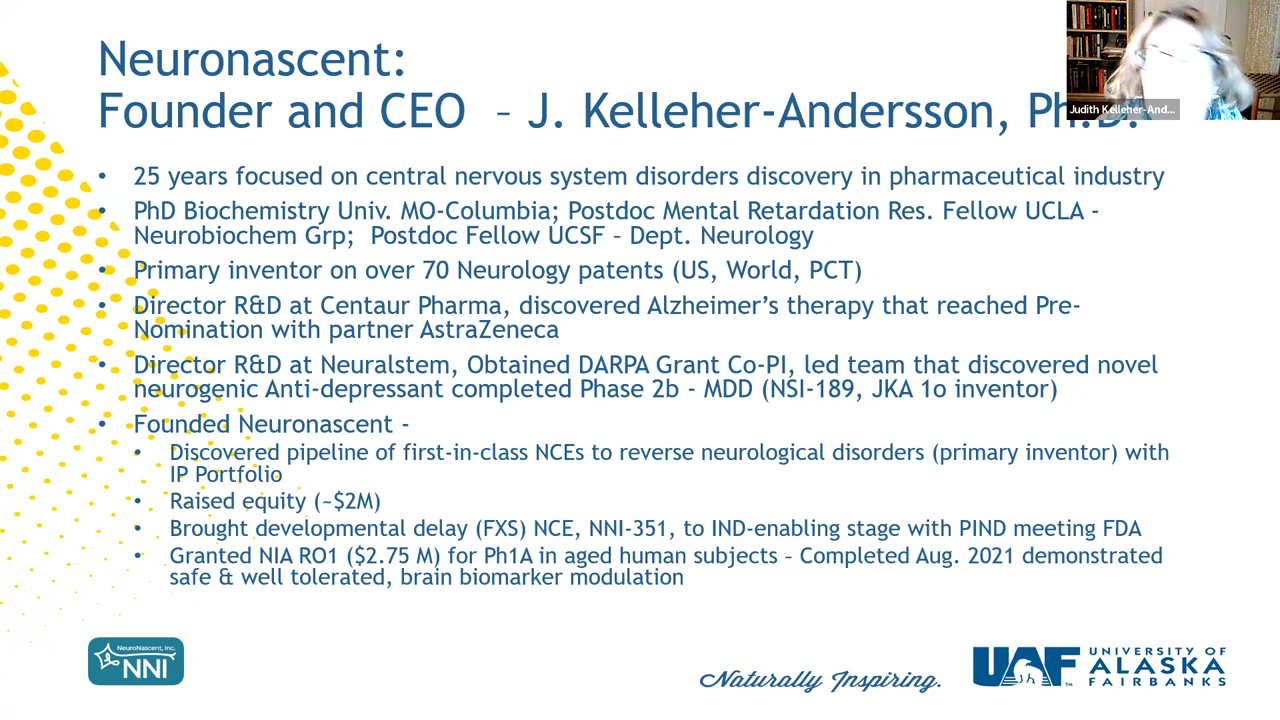 Neuronascent:
Founder and CEO – J. Kelleher-Andersson, Ph.D.
Judith Kelleher-And...
• 25 years focused on central nervous system disorders discovery in pharmaceutical industry
• PhD Biochemistry Univ. MO-Columbia; Postdoc Mental Retardation Res. Fellow UCLA -
Neurobiochem Grp; Postdoc Fellow UCSF – Dept. Neurology
• Primary inventor on over 70 Neurology patents (US, World, PCT)
• Director R&D at Centaur Pharma, discovered Alzheimer’s therapy that reached Pre-
Nomination with partner AstraZeneca
• Director R&D at Neuralstem, Obtained DARPA Grant Co-PI, led team that discovered novel
neurogenic Anti-depressant completed Phase 2b - MDD (NSI-189, JKA 1o inventor)
• Founded Neuronascent -
• Discovered pipeline of first-in-class NCEs to reverse neurological disorders (primary inventor) with
IP Portfolio
• Raised equity (~$2M)
• Brought developmental delay (FXS) NCE, NNI-351, to IND-enabling stage with PIND meeting FDA
• Granted NIA RO1 ($2.75 M) for Ph1A in aged human subjects – Completed Aug. 2021 demonstrated
safe & well tolerated, brain biomarker modulation
NeuroNascent, Inc.
NNI
Naturally Inspiring.
UAF
UNIVERSITY OF
ALASKA
FAIRBANKS